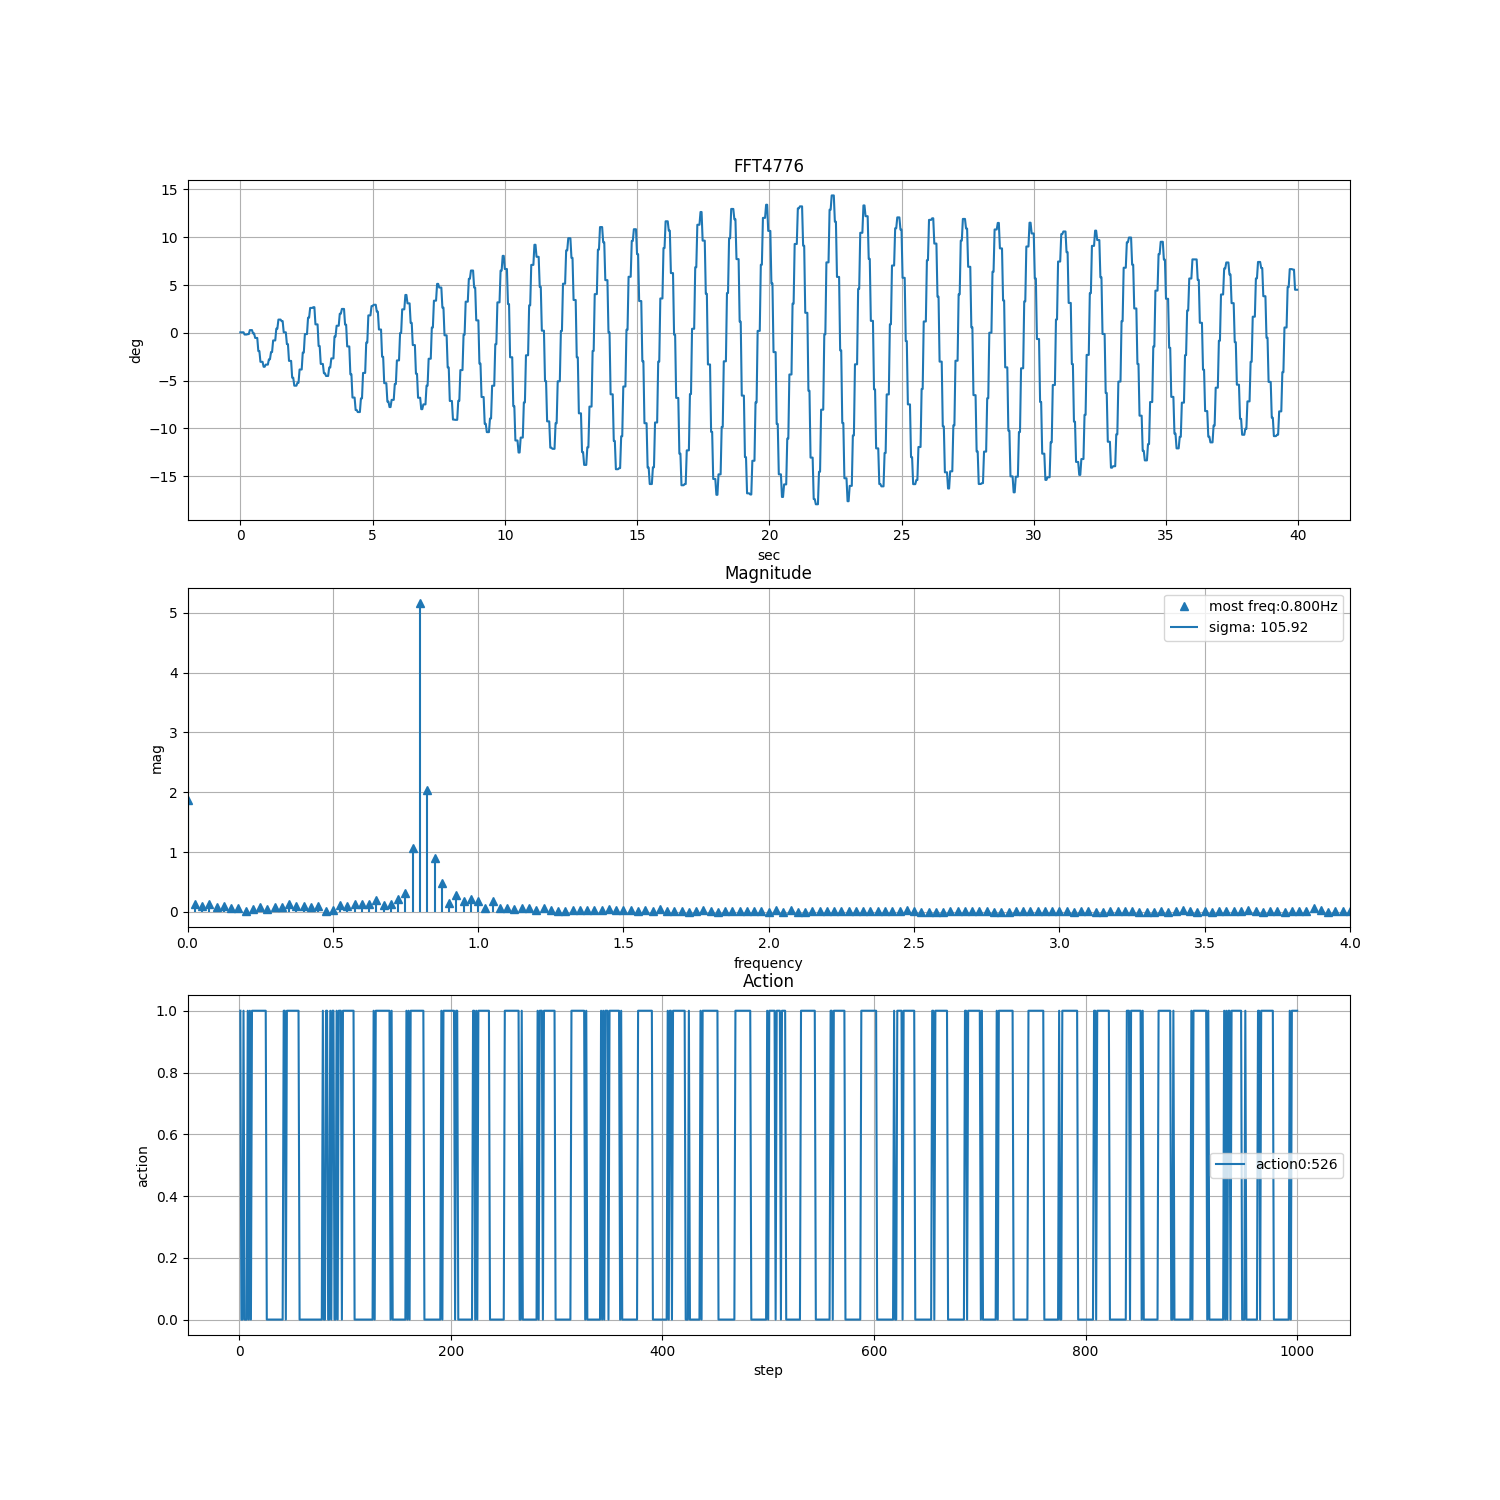 FFT4776
15
10
5
0
−5
−10
−15
deg
0 5 10 15 20 25 30 35 40
sec
Magnitude
most freq:0.800Hz
sigma: 105.92
5
4
3
2
1
0
mag
0.0 0.5 1.0 1.5 2.0 2.5 3.0 3.5 4.0
frequency
Action
1.0
0.8
0.6
0.4
0.2
0.0
action
action0:526
0 200 400 600 800 1000
step